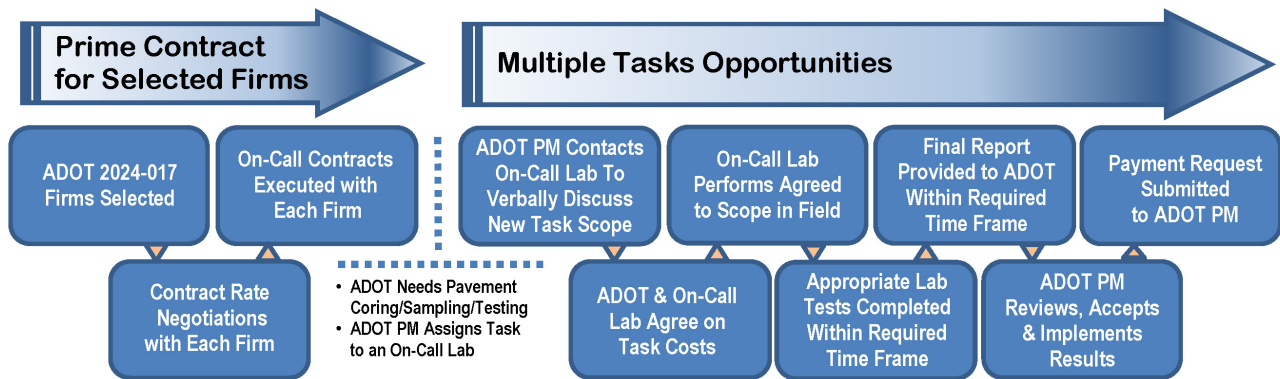 Prime Contract
for Selected Firms
ADOT 2024-017
Firms Selected
Contract Rate
Negotiations
with Each Firm
On-Call Contracts
Executed with
Each Firm
• ADOT Needs Pavement
Coring/Sampling/Testing
• ADOT PM Assigns Task
to an On-Call Lab
Multiple Tasks Opportunities
ADOT PM Contacts
On-Call Lab To
Verbally Discuss
New Task Scope
ADOT & On-Call
Lab Agree on
Task Costs
On-Call Lab
Performs Agreed
to Scope in Field
Appropriate Lab
Tests Completed
Within Required
Time Frame
Final Report
Provided to ADOT
Within Required
Time Frame
ADOT PM
Reviews, Accepts
& Implements
Results
Payment Request
Submitted
to ADOT PM